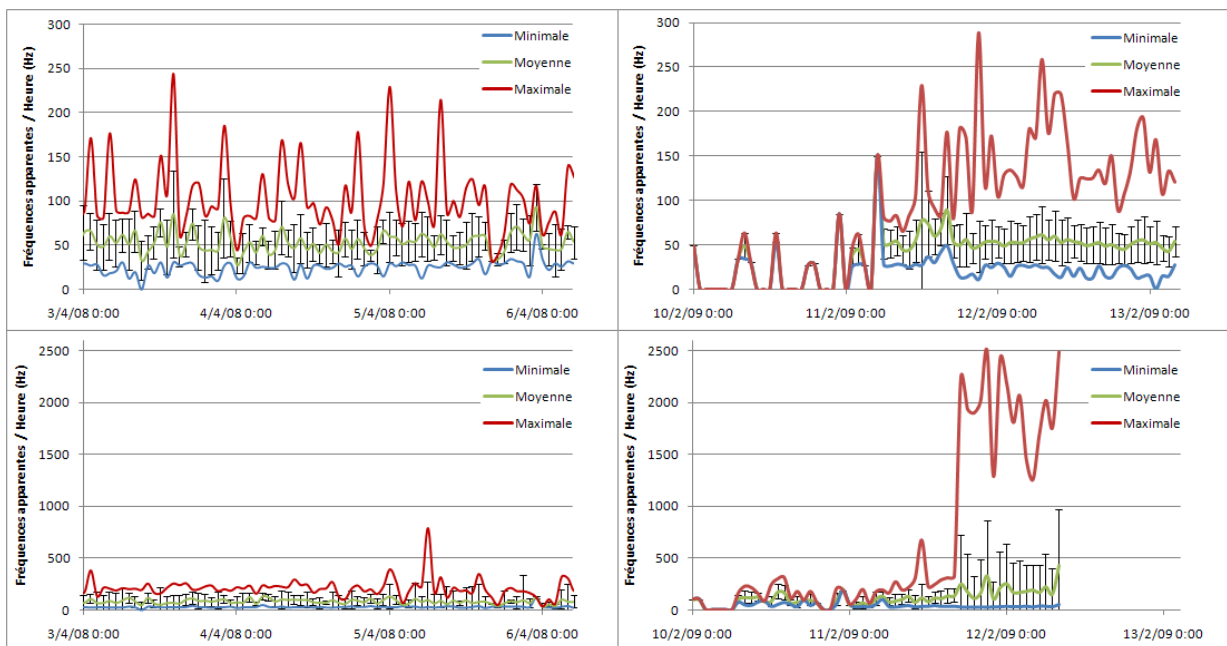 Fréquences apparentes / Heure (Hz)
300
250
200
150
100
50
0
Minimale
Moyenne
Maximale
3/4/08 0:00
4/4/08 0:00
5/4/08 0:00
6/4/08 0:00
Fréquences apparentes / Heure (Hz)
300
250
200
150
100
50
0
Minimale
Moyenne
Maximale
10/2/09 0:00
11/2/09 0:00
12/2/09 0:00
13/2/09 0:00
Fréquences apparentes / Heure (Hz)
2500
2000
1500
1000
500
0
Minimale
Moyenne
Maximale
3/4/08 0:00
4/4/08 0:00
5/4/08 0:00
6/4/08 0:00
Fréquences apparentes / Heure (Hz)
2500
2000
1500
1000
500
0
Minimale
Moyenne
Maximale
10/2/09 0:00
11/2/09 0:00
12/2/09 0:00
13/2/09 0:00